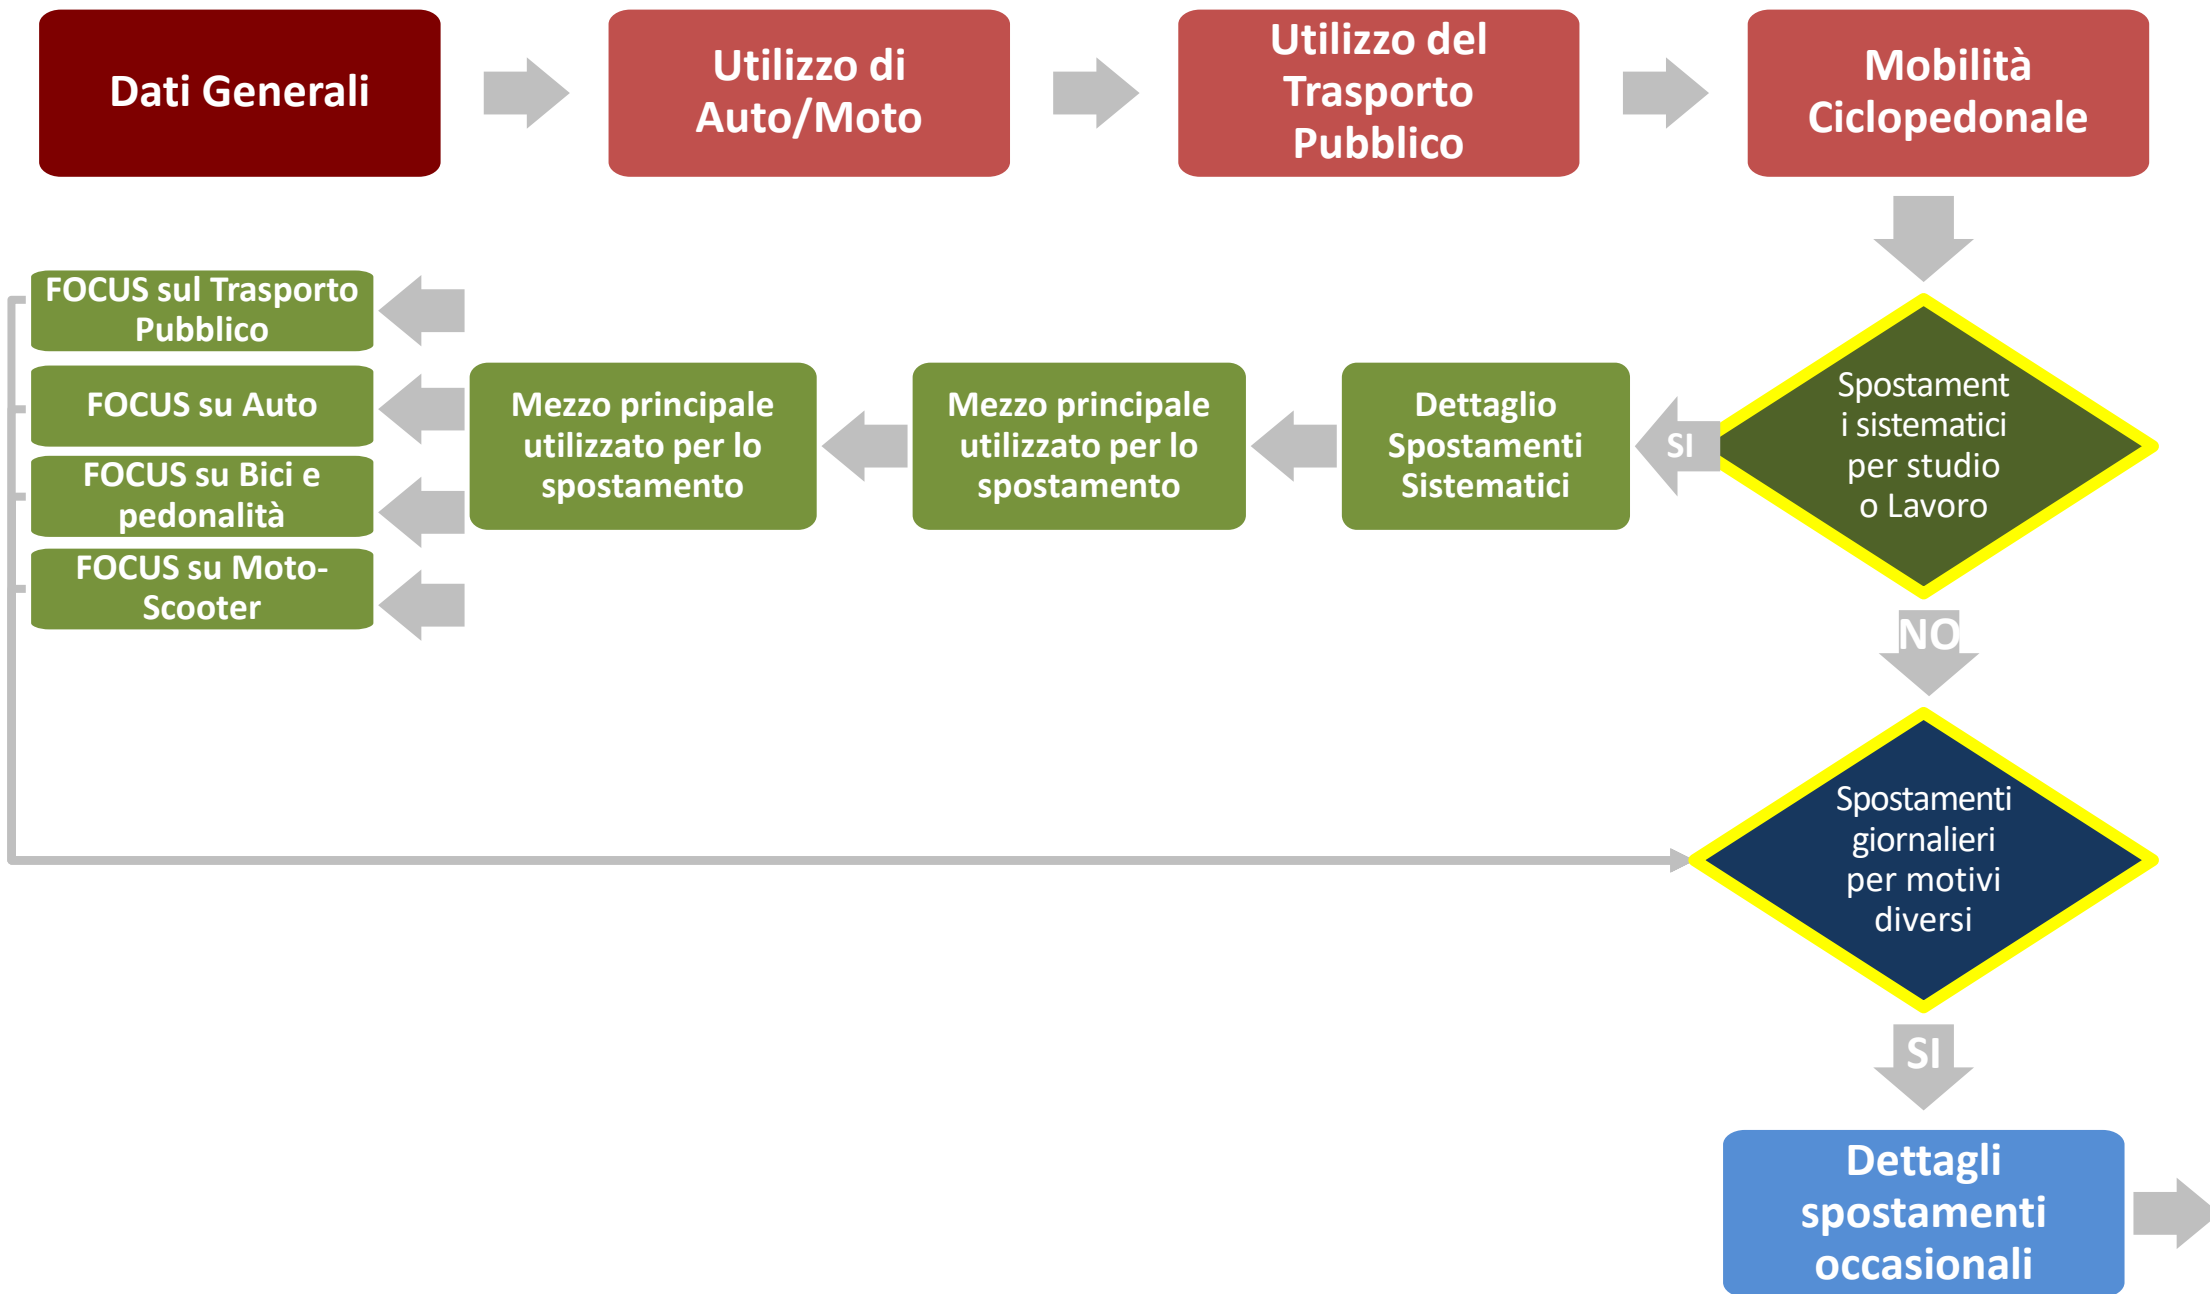 Dati Generali
Utilizzo di
Auto/Moto
Utilizzo del
Trasporto
Pubblico
Mobilità
Ciclopedonale
FOCUS sul Trasporto
Pubblico
FOCUS su Auto
FOCUS su Bici e
pedonalità
FOCUS su Moto-
Scooter
Mezzo principale
utilizzato per lo
spostamento
Mezzo principale
utilizzato per lo
spostamento
Dettaglio
Spostamenti
Sistematici
SI
Spostament
i sistematici
per studio
o Lavoro
NO
Spostamenti
giornalieri
per motivi
diversi
SI
Dettagli
spostamenti
occasionali